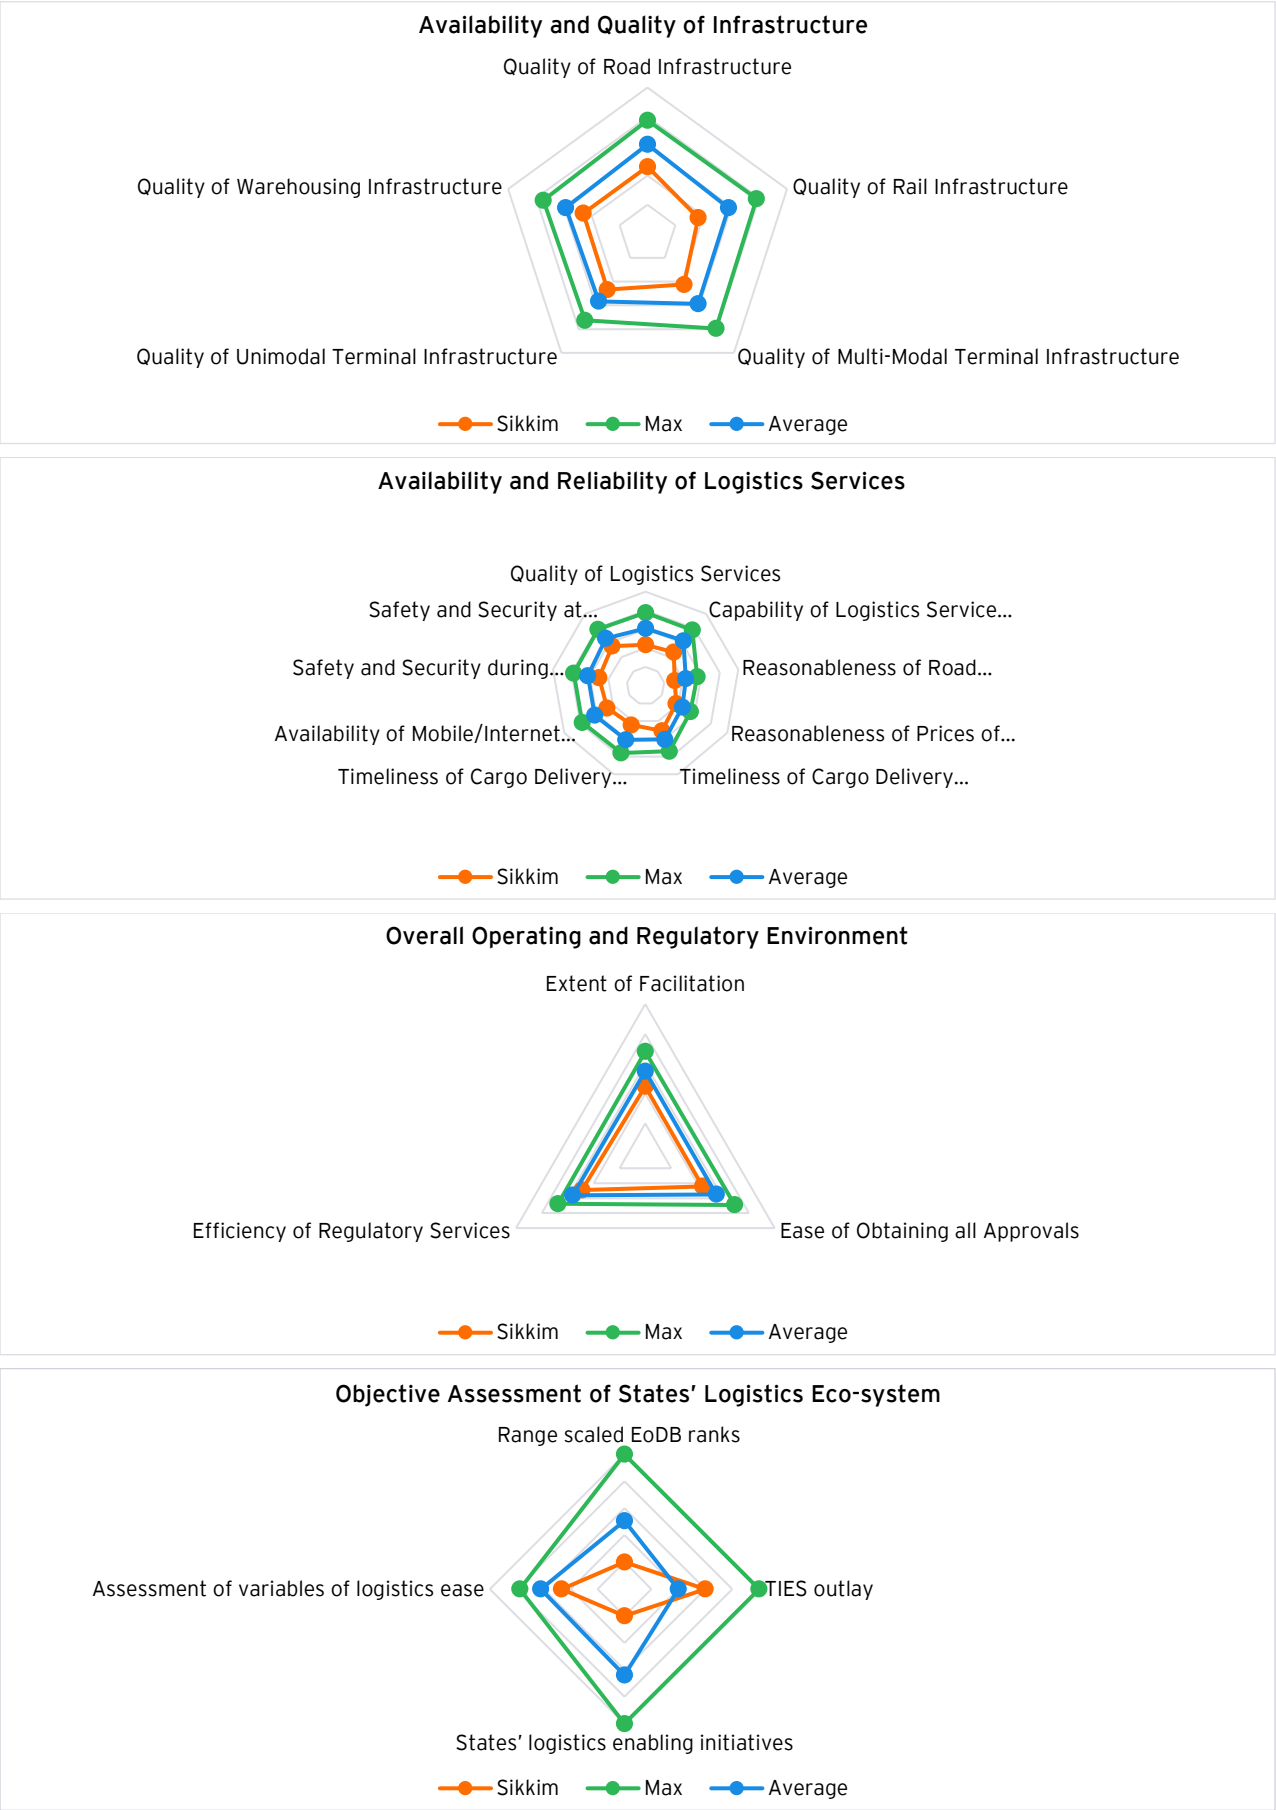 Availability and Quality of Infrastructure
Quality of Road Infrastructure
Quality of Warehousing Infrastructure
Quality of Rail Infrastructure
Quality of Unimodal Terminal Infrastructure
Quality of Multi-Modal Terminal Infrastructure
Sikkim Max Average
Availability and Reliability of Logistics Services
Quality of Logistics Services
Safety and Security at...
Capability of Logistics Service...
Safety and Security during...
Reasonableness of Road...
Availability of Mobile/Internet...
Reasonableness of Prices of...
Timeliness of Cargo Delivery...
Timeliness of Cargo Delivery...
Sikkim Max Average
Overall Operating and Regulatory Environment
Extent of Facilitation
Efficiency of Regulatory Services
Ease of Obtaining all Approvals
Sikkim Max Average
Objective Assessment of States’ Logistics Eco-system
Range scaled EoDB ranks
Assessment of variables of logistics ease
TIES outlay
States’ logistics enabling initiatives
Sikkim Max Average